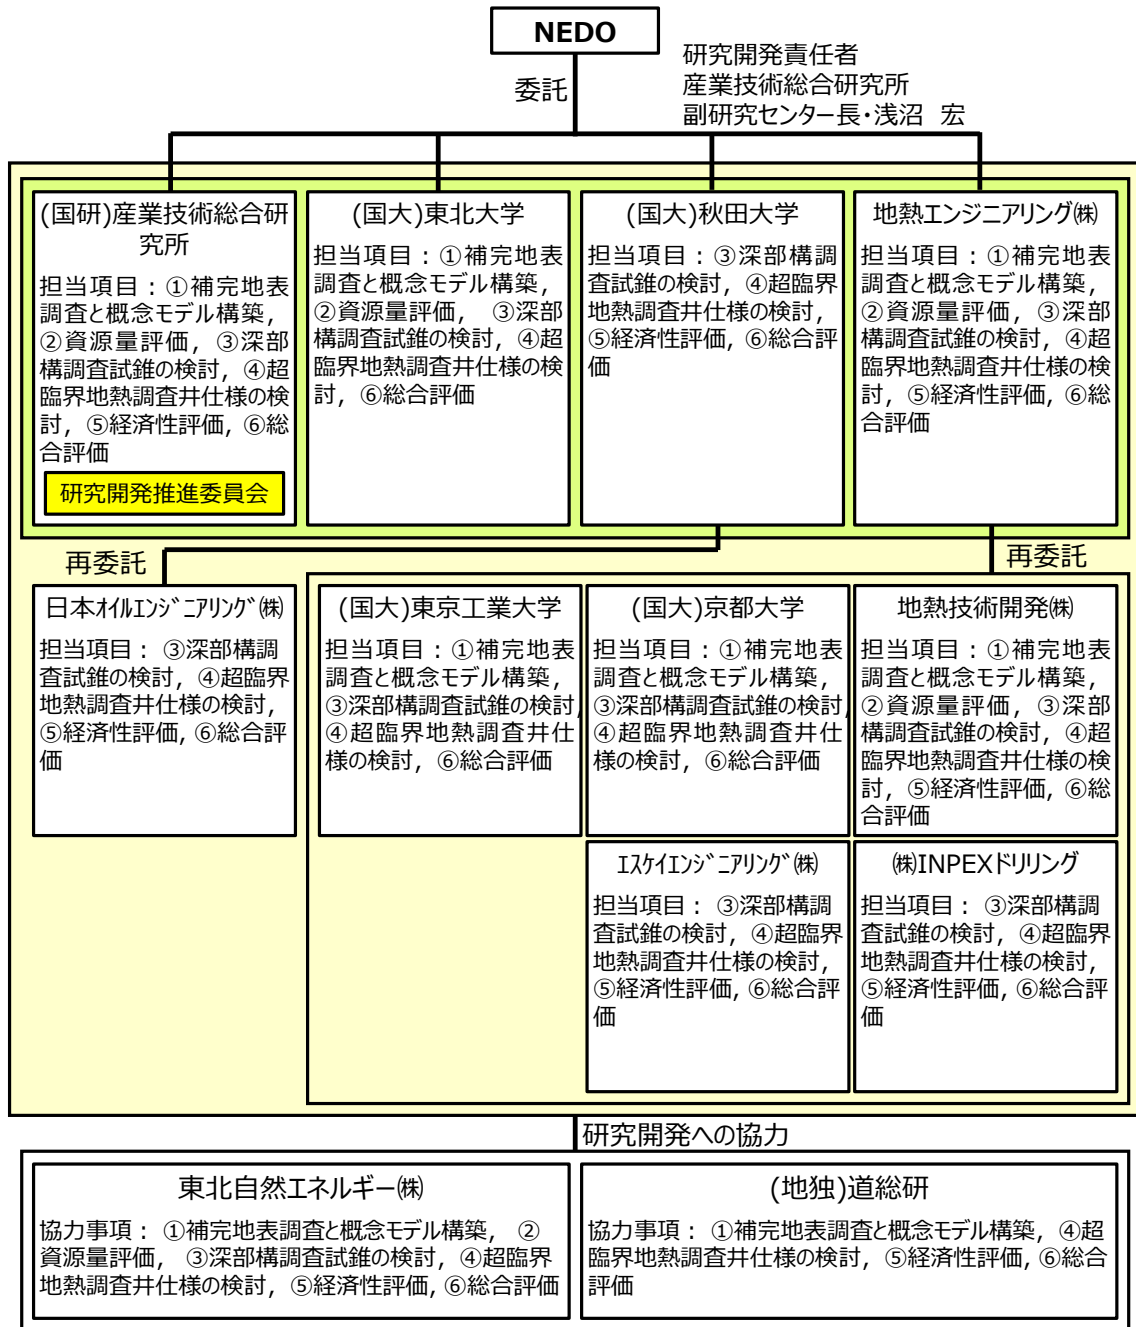 NEDO
委託
研究開発責任者
産業技術総合研究所
副研究センター長・浅沼　宏
(国研)産業技術総合研
究所
担当項目：①補完地表
調査と概念モデル構築，
②資源量評価，③深部
構調査試錐の検討，④超
臨界地熱調査井仕様の検
討，⑤経済性評価，⑥総
合評価
研究開発推進委員会
(国大)東北大学
担当項目：①補完地表
調査と概念モデル構築，
②資源量評価，③深部
構調査試錐の検討，④超
臨界地熱調査井仕様の検
討，⑥総合評価
(国大)秋田大学
担当項目：③深部構調
査試錐の検討，④超臨界
地熱調査井仕様の検討，
⑤経済性評価，⑥総合評
価
地熱エンジニアリング㈱
担当項目：①補完地表
調査と概念モデル構築，
②資源量評価，③深部
構調査試錐の検討，④超
臨界地熱調査井仕様の検
討，⑤経済性評価，⑥総
合評価
再委託
再委託
日本ｵｲﾙｴﾝｼﾞﾆｱﾘﾝｸﾞ㈱
担当項目： ③深部構調
査試錐の検討，④超臨界
地熱調査井仕様の検討，
⑤経済性評価，⑥総合評
価
(国大)東京工業大学
担当項目：①補完地表
調査と概念モデル構築，
③深部構調査試錐の検討，
④超臨界地熱調査井仕
様の検討，⑥総合評価
(国大)京都大学
担当項目：①補完地表
調査と概念モデル構築，
③深部構調査試錐の検討，
④超臨界地熱調査井仕
様の検討，⑥総合評価
地熱技術開発㈱
担当項目：①補完地表
調査と概念モデル構築，
②資源量評価，③深部
構調査試錐の検討，④超
臨界地熱調査井仕様の検
討，⑤経済性評価，⑥総
合評価
ｴｽｹｲｴﾝｼﾞﾆｱﾘﾝｸﾞ㈱
担当項目： ③深部構調
査試錐の検討，④超臨界
地熱調査井仕様の検討，
⑤経済性評価，⑥総合評
価
㈱INPEXドリリング
担当項目： ③深部構調
査試錐の検討，④超臨界
地熱調査井仕様の検討，
⑤経済性評価，⑥総合評
価
研究開発への協力
東北自然エネルギー㈱
協力事項： ①補完地表調査と概念モデル構築， ②
資源量評価， ③深部構調査試錐の検討，④超臨界
地熱調査井仕様の検討，⑤経済性評価，⑥総合評価
(地独)道総研
協力事項： ①補完地表調査と概念モデル構築，④超
臨界地熱調査井仕様の検討，⑤経済性評価，⑥総合
評価